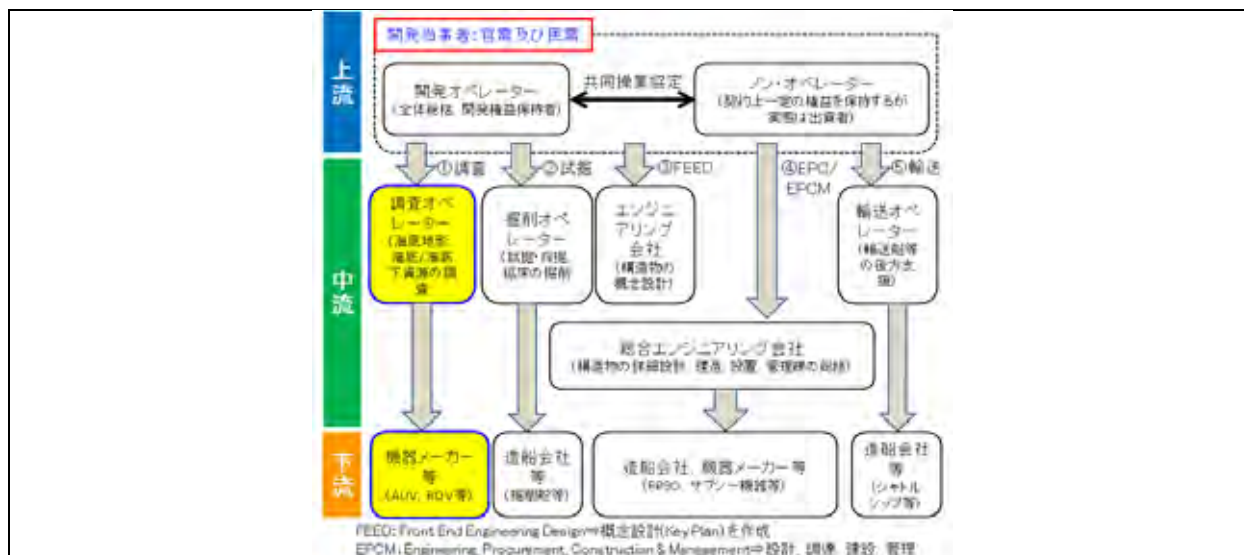 上流
開発当事者:官需及び民需
開発オペレーター
(全体総括、開発権益保持者)
共同操業協定
ノン・オペレーター
(契約上一定の権益を保持するが
実態は出資者)
①調査
②試掘
③FEED
④EPC/
EPCM
⑤輸送
中流
調査オペ
レーター
(海底地形、
海底/海底
下資源の調
査
掘削オペ
レーター
(試掘・採掘、
の掘削
エンジニ
アリング
会社
(構造物の
概念設計)
輸送オペ
レーター
(輸送船等
の後方支
援)
総合エンジニアリング会社
(構造物の詳細設計、建造、設置、管理の総括)
下流
機器メーカー
等
(AUV、ROV等)
造船会社
等
(掘削船等)
造船会社、機器メーカー等
(FPSO、サブシー機器等)
造船会社
等
(シャトル
シップ等)
FEED: Front End Engineering Design⇒概念設計(Key Plan)を作成
EPCM: Engineering, Procurement, Construction & Management⇒設計、調達、建設、管理